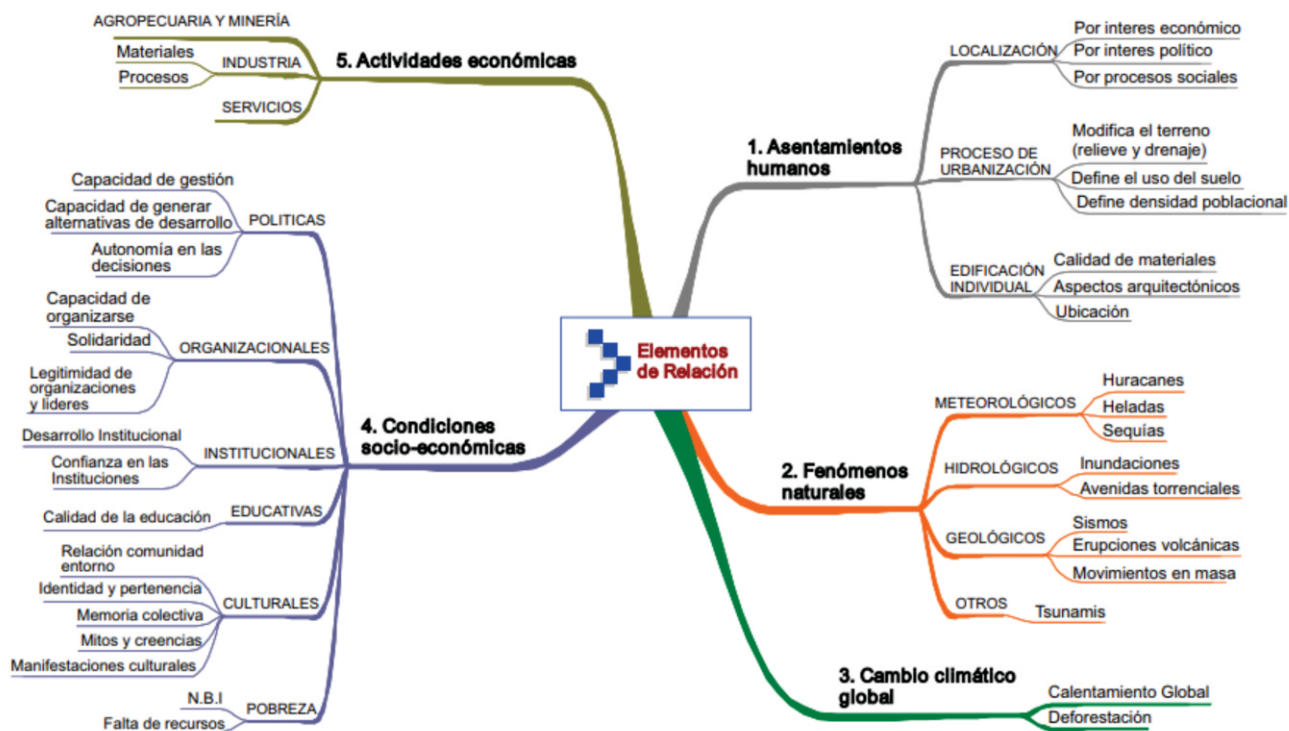 Elementos
de Relación
1. Asentamientos
humanos
LOCALIZACIÓN
Por interes económico
Por interes político
Por procesos sociales
PROCESO DE
URBANIZACIÓN
Modifica el terreno
(relieve y drenaje)
Define el uso del suelo
Define densidad poblacional
EDIFICACIÓN
INDIVIDUAL
Calidad de materiales
Aspectos arquitectónicos
Ubicación
2. Fenómenos
naturales
METEOROLÓGICOS
Huracanes
Heladas
Sequías
HIDROLÓGICOS
Inundaciones
Avenidas torrenciales
GEOLÓGICOS
Sismos
Erupciones volcánicas
Movimientos en masa
OTROS
Tsunamis
3. Cambio climático
global
Calentamiento Global
Deforestación
4. Condiciones
socio-económicas
POLITICAS
Capacidad de gestión
Capacidad de generar
alternativas de desarrollo
Autonomía en las
decisiones
ORGANIZACIONALES
Capacidad de
organizarse
Solidaridad
Legitimidad de
organizaciones
y lideres
INSTITUCIONALES
Desarrollo Institucional
Confianza en las
Instituciones
EDUCATIVAS
Calidad de la educación
CULTURALES
Relación comunidad
entorno
Identidad y pertenencia
Memoria colectiva
Mitos y creencias
Manifestaciones culturales
POBREZA
N.B.I
Falta de recursos
5. Actividades económicas
AGROPECUARIA Y MINERÍA
INDUSTRIA
Materiales
Procesos
SERVICIOS